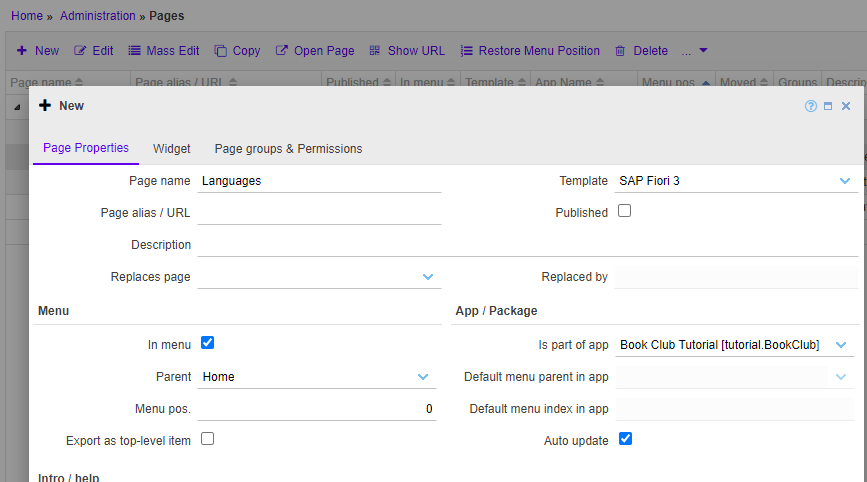 Home » Administration » Pages
New Edit Mass Edit Copy Open Page Show URL Restore Menu Position Delete ...
Page name Page alias / URL Published In menu Template App Name Menu pos. Moved Groups Descrip
New
Page Properties Widget Page groups & Permissions
Page name Languages Template SAP Fiori 3
Page alias / URL Published
Description
Replaces page Replaced by
Menu App / Package
In menu Is part of app Book Club Tutorial [tutorial.BookClub]
Parent Home Default menu parent in app
Menu pos. 0 Default menu index in app
Export as top-level item Auto update
Intro / help